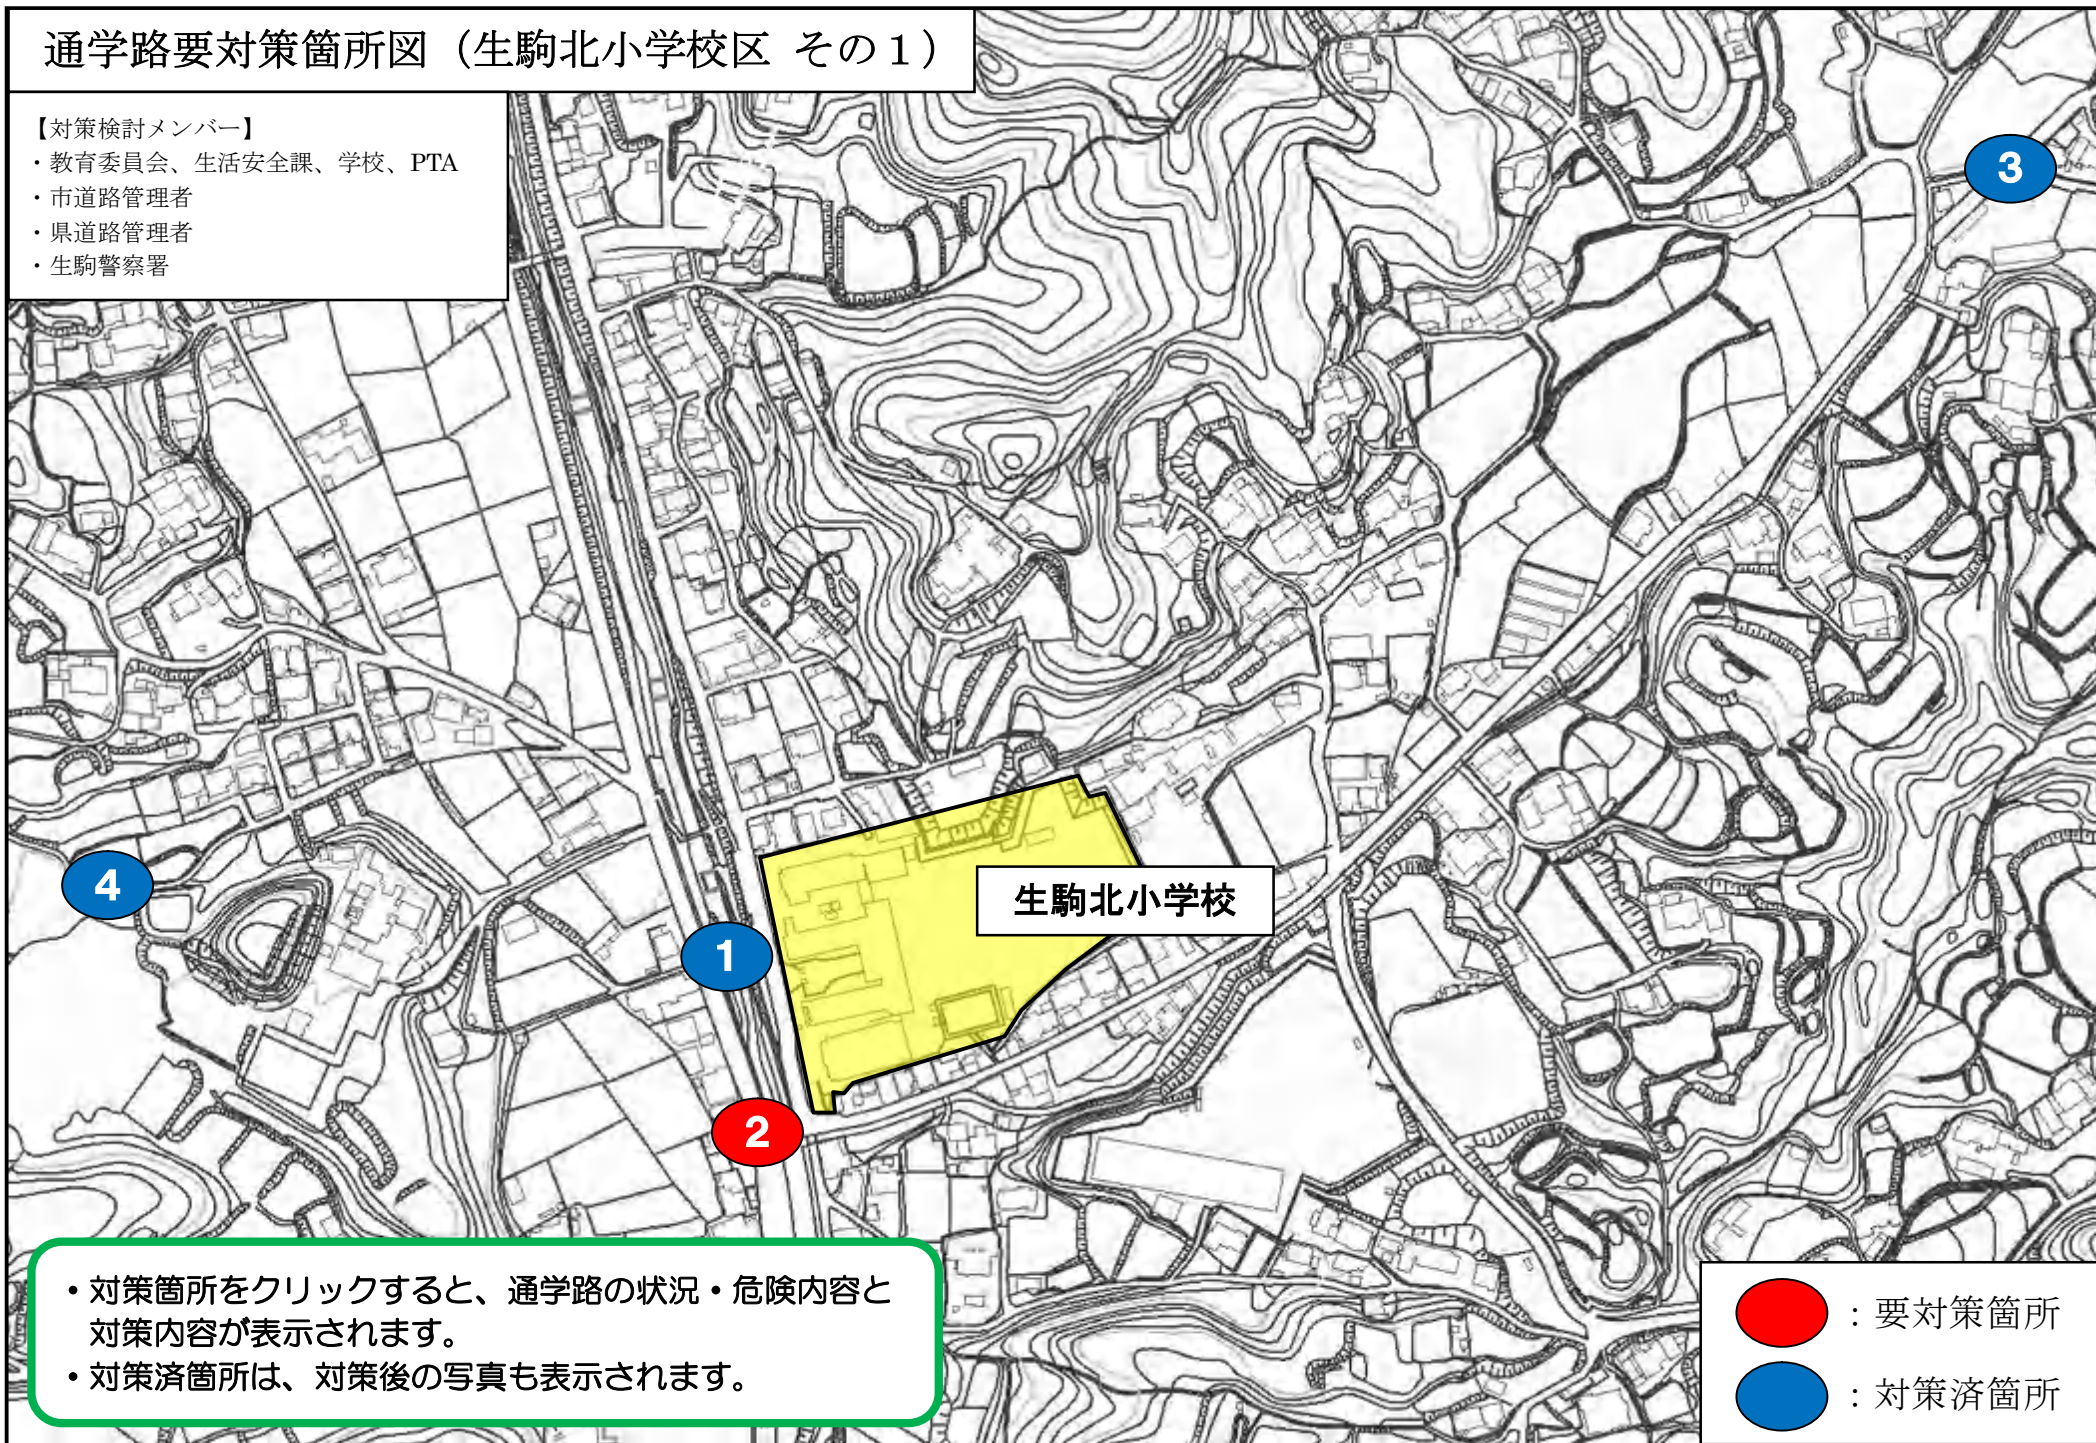 通学路要対策箇所図（生駒北小学校区 その１）
【対策検討メンバー】
・教育委員会、生活安全課、学校、PTA
・市道路管理者
・県道路管理者
・生駒警察署
3
4
生駒北小学校
1
2
・対策箇所をクリックすると、通学路の状況・危険内容と
対策内容が表示されます。
・対策済箇所は、対策後の写真も表示されます。
：要対策箇所
：対策済箇所